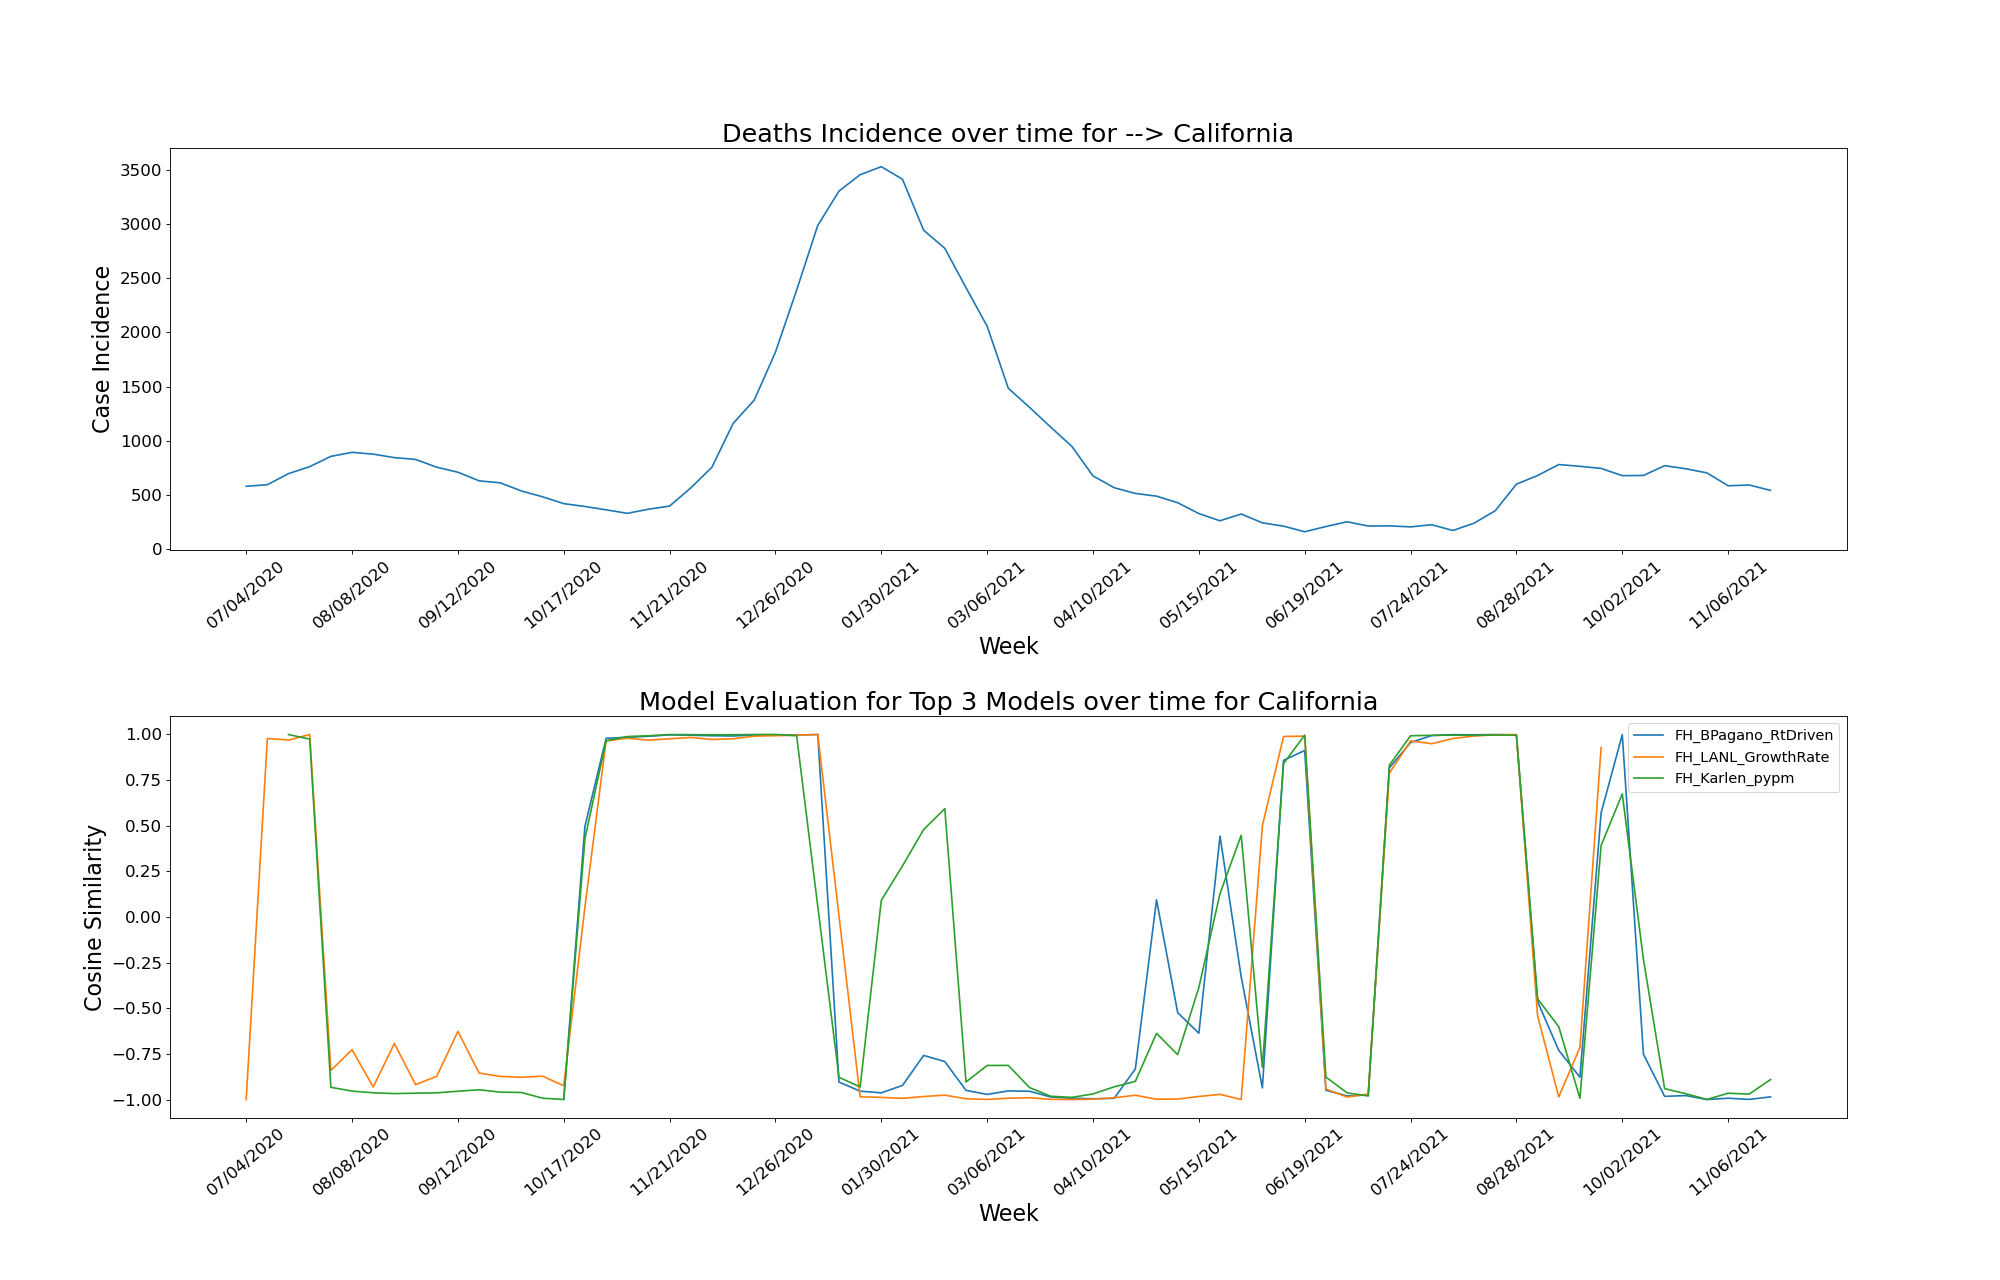 Deaths Incidence over time for --> California
Case Incidence
3500
3000
2500
2000
1500
1000
500
0
07/04/2020 08/08/2020 09/12/2020 10/17/2020 11/21/2020 12/26/2020 01/30/2021 03/06/2021 04/10/2021 05/15/2021 06/19/2021 07/24/2021 08/28/2021 10/02/2021 11/06/2021
Week
Model Evaluation for Top 3 Models over time for California
Cosine Similarity
1.00
0.75
0.50
0.25
0.00
−0.25
−0.50
−0.75
−1.00
FH_BPagano_RtDriven
FH_LANL_GrowthRate
FH_Karlen_pypm
07/04/2020 08/08/2020 09/12/2020 10/17/2020 11/21/2020 12/26/2020 01/30/2021 03/06/2021 04/10/2021 05/15/2021 06/19/2021 07/24/2021 08/28/2021 10/02/2021 11/06/2021
Week